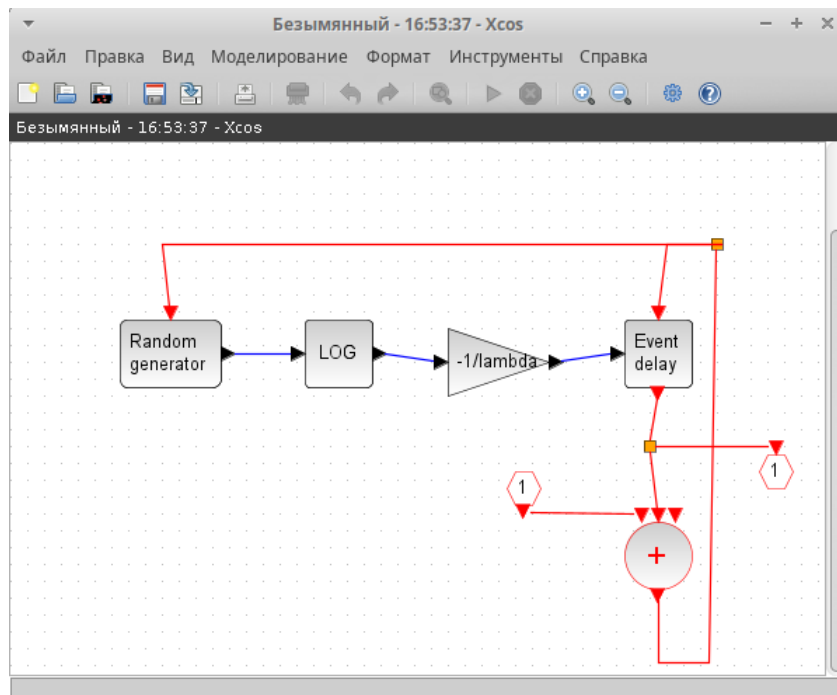 Безымянный - 16:53:37 - Xcos
Файл Правка Вид Моделирование Формат Инструменты Справка
Безымянный - 16:53:37 - Xcos
Random
generator
LOG
-1/lambda
Event
delay
1
1
+